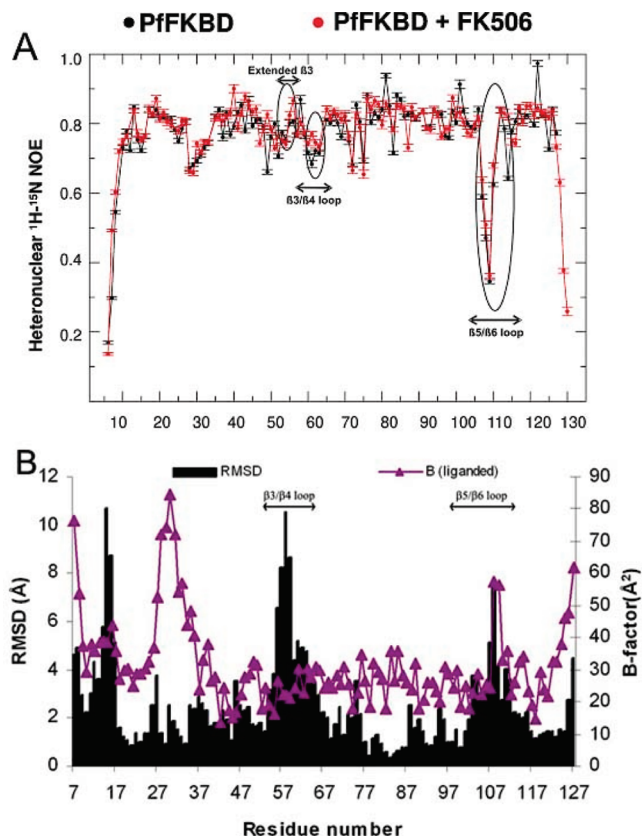 PfFKBD PfFKBD + FK506
A
Extended ß3
ß3/ß4 loop
ß5/ß6 loop
Heteronuclear ¹H-¹⁵N NOE
1.0
0.8
0.6
0.4
0.2
10 20 30 40 50 60 70 80 90 100 110 120 130
B
RMSD B (liganded)
β3/β4 loop β5/β6 loop
RMSD (Å)
12
10
8
6
4
2
0
B-factor(Å²)
90
80
70
60
50
40
30
20
10
0
7 17 27 37 47 57 67 77 87 97 107 117 127
Residue number